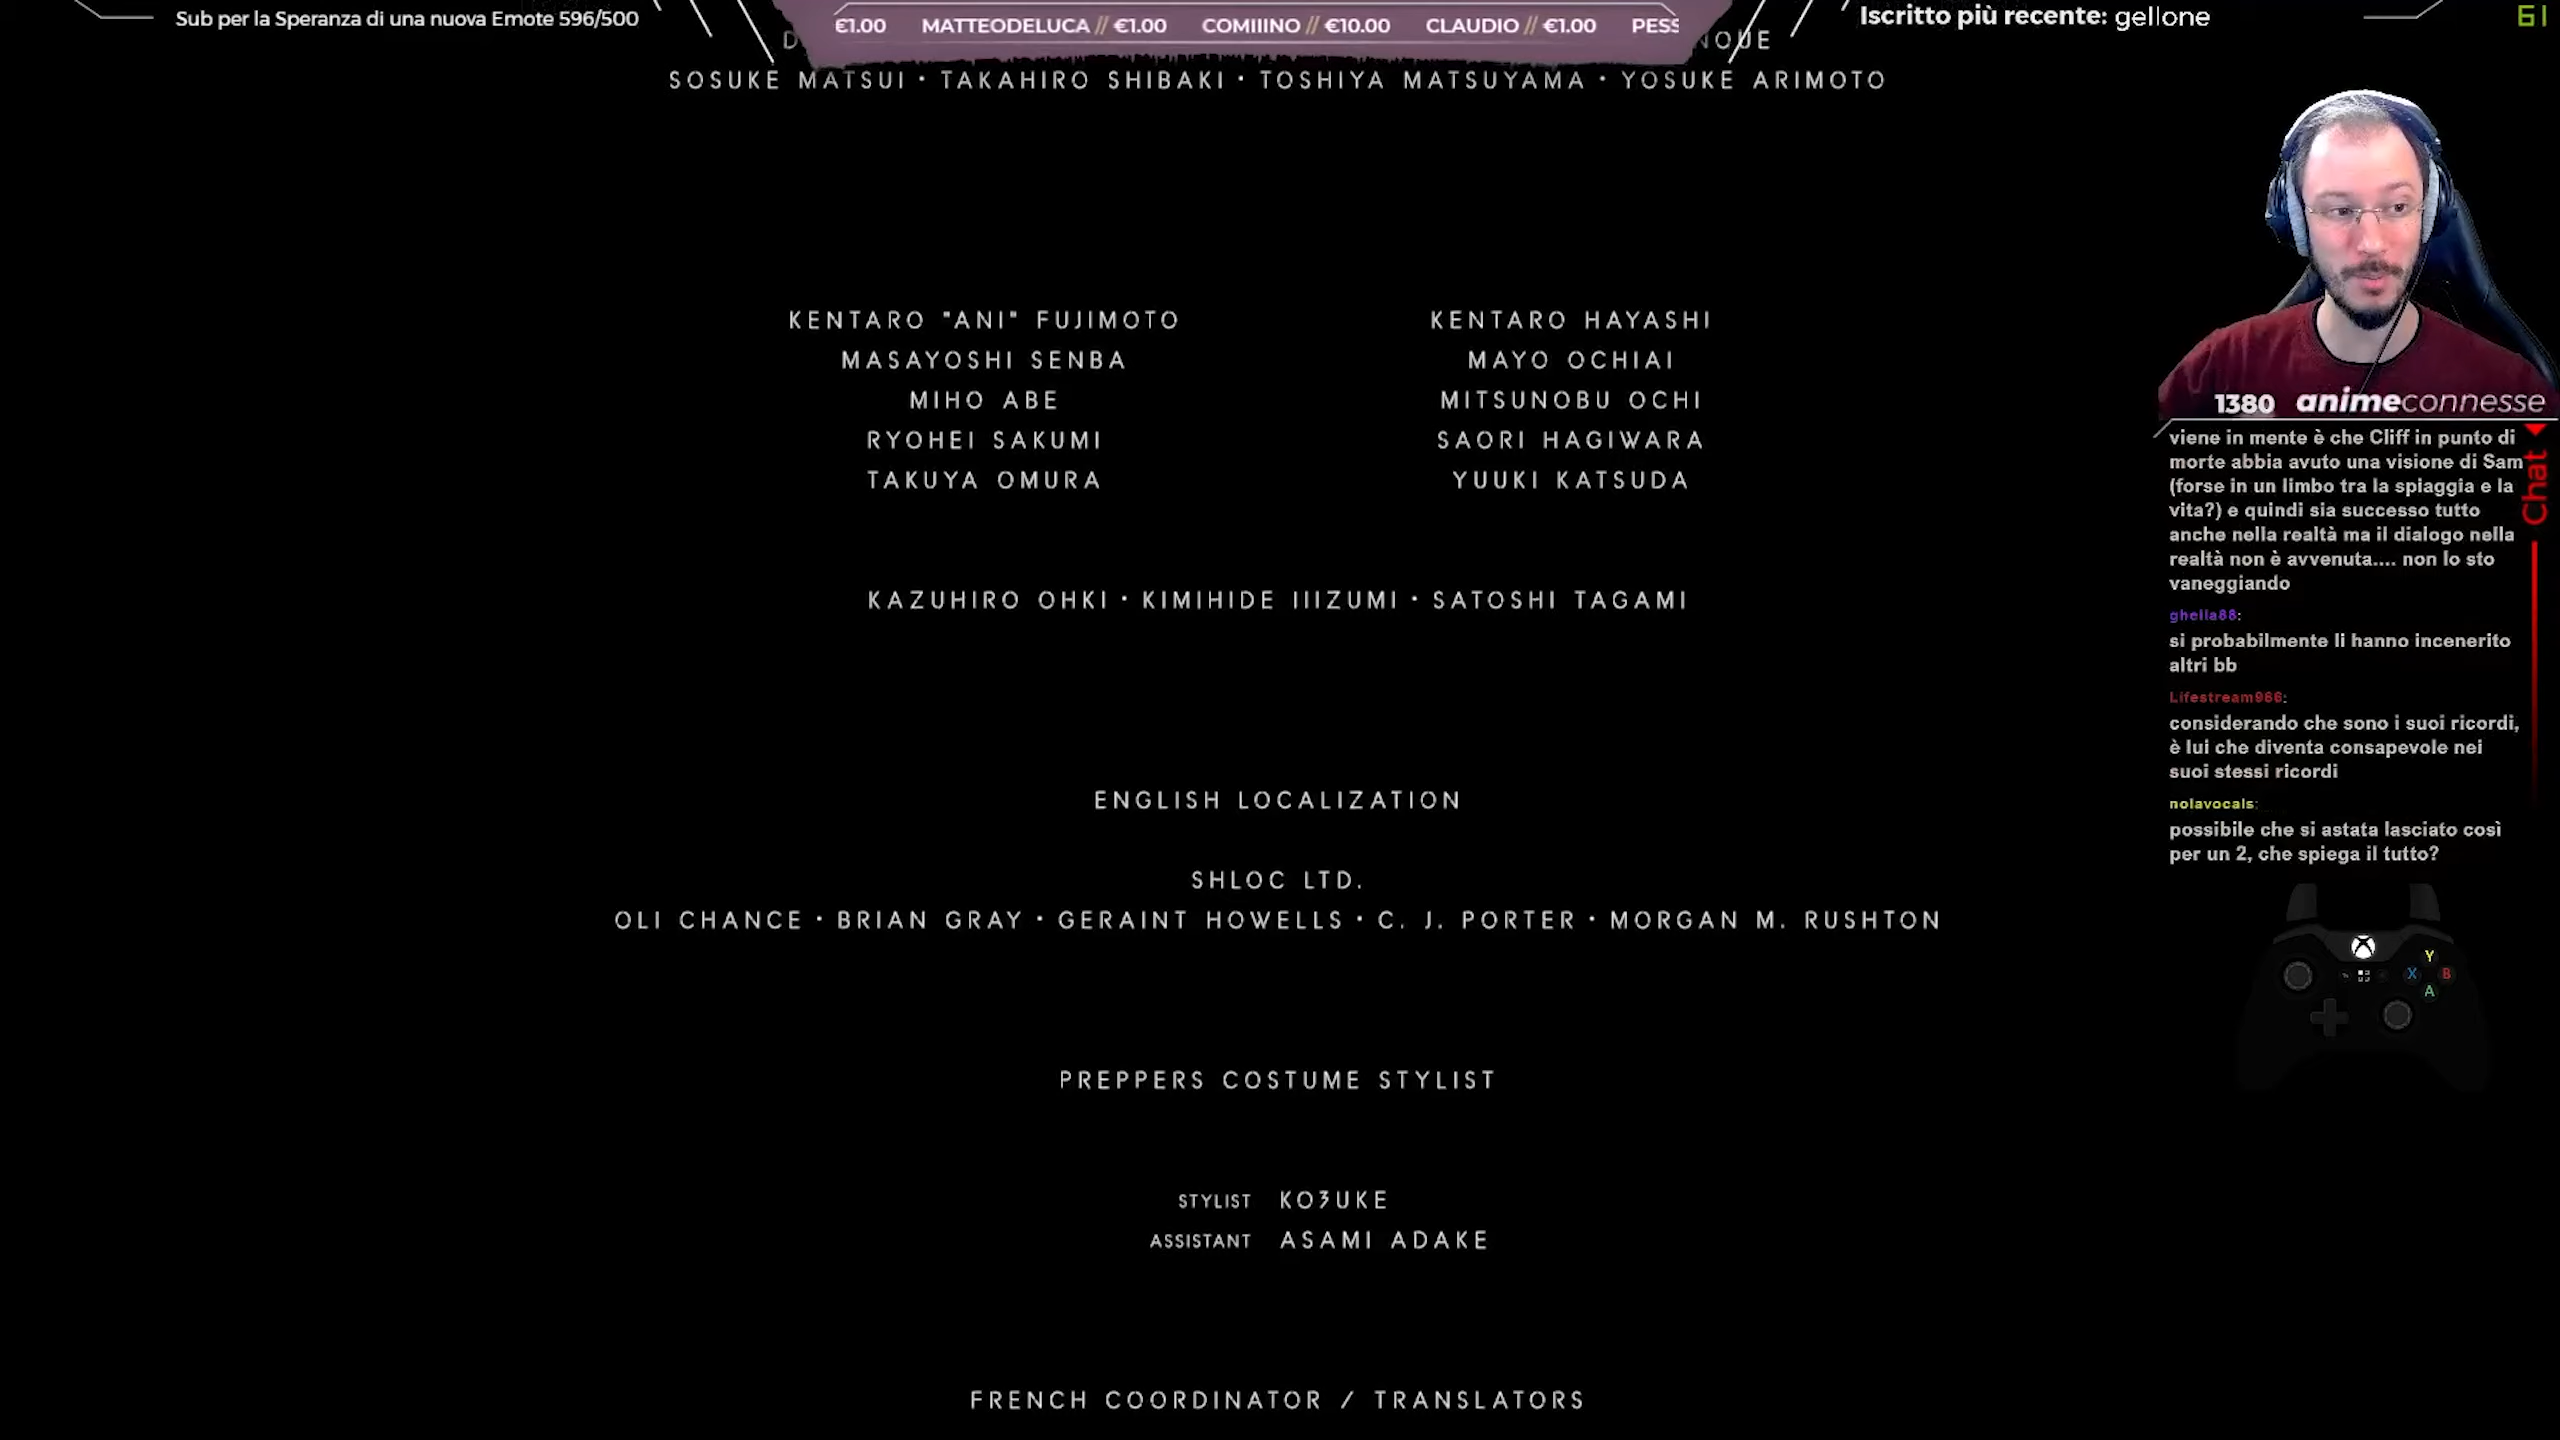 Sub per la Speranza di una nuova Emote 596/500
€1.00 MATTEODELUCA // €1.00 COMIIINO // €10.00 CLAUDIO // €1.00 PESS
Iscritto più recente: gellone
61
SOSUKE MATSUI • TAKAHIRO SHIBAKI • TOSHIYA MATSUYAMA • YOSUKE ARIMOTO
KENTARO "ANI" FUJIMOTO KENTARO HAYASHI
MASAYOSHI SENBA MAYO OCHIAI
MIHO ABE MITSUNOBU OCHI
RYOHEI SAKUMI SAORI HAGIWARA
TAKUYA OMURA YUUKI KATSUDA
KAZUHIRO OHKI • KIMIHIDE IIIZUMI • SATOSHI TAGAMI
ENGLISH LOCALIZATION
SHLOC LTD.
OLI CHANCE • BRIAN GRAY • GERAINT HOWELLS • C. J. PORTER • MORGAN M. RUSHTON
PREPPERS COSTUME STYLIST
STYLIST KO3UKE
ASSISTANT ASAMI ADAKE
FRENCH COORDINATOR / TRANSLATORS
1380 animeconnesse
Chat
viene in mente è che Cliff in punto di
morte abbia avuto una visione di Sam
(forse in un limbo tra la spiaggia e la
vita?) e quindi sia successo tutto
anche nella realtà ma il dialogo nella
realtà non è avvenuta.... non lo sto
vaneggiando
ghella88:
si probabilmente li hanno incenerito
altri bb
Lifestream986:
considerando che sono i suoi ricordi,
è lui che diventa consapevole nei
suoi stessi ricordi
nolavocals:
possibile che si astata lasciato così
per un 2, che spiega il tutto?
Y
X B
A